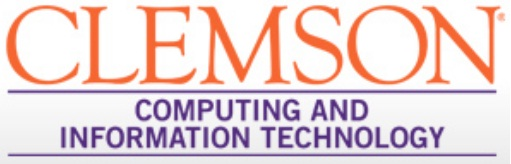 CLEMSON®
COMPUTING AND
INFORMATION TECHNOLOGY